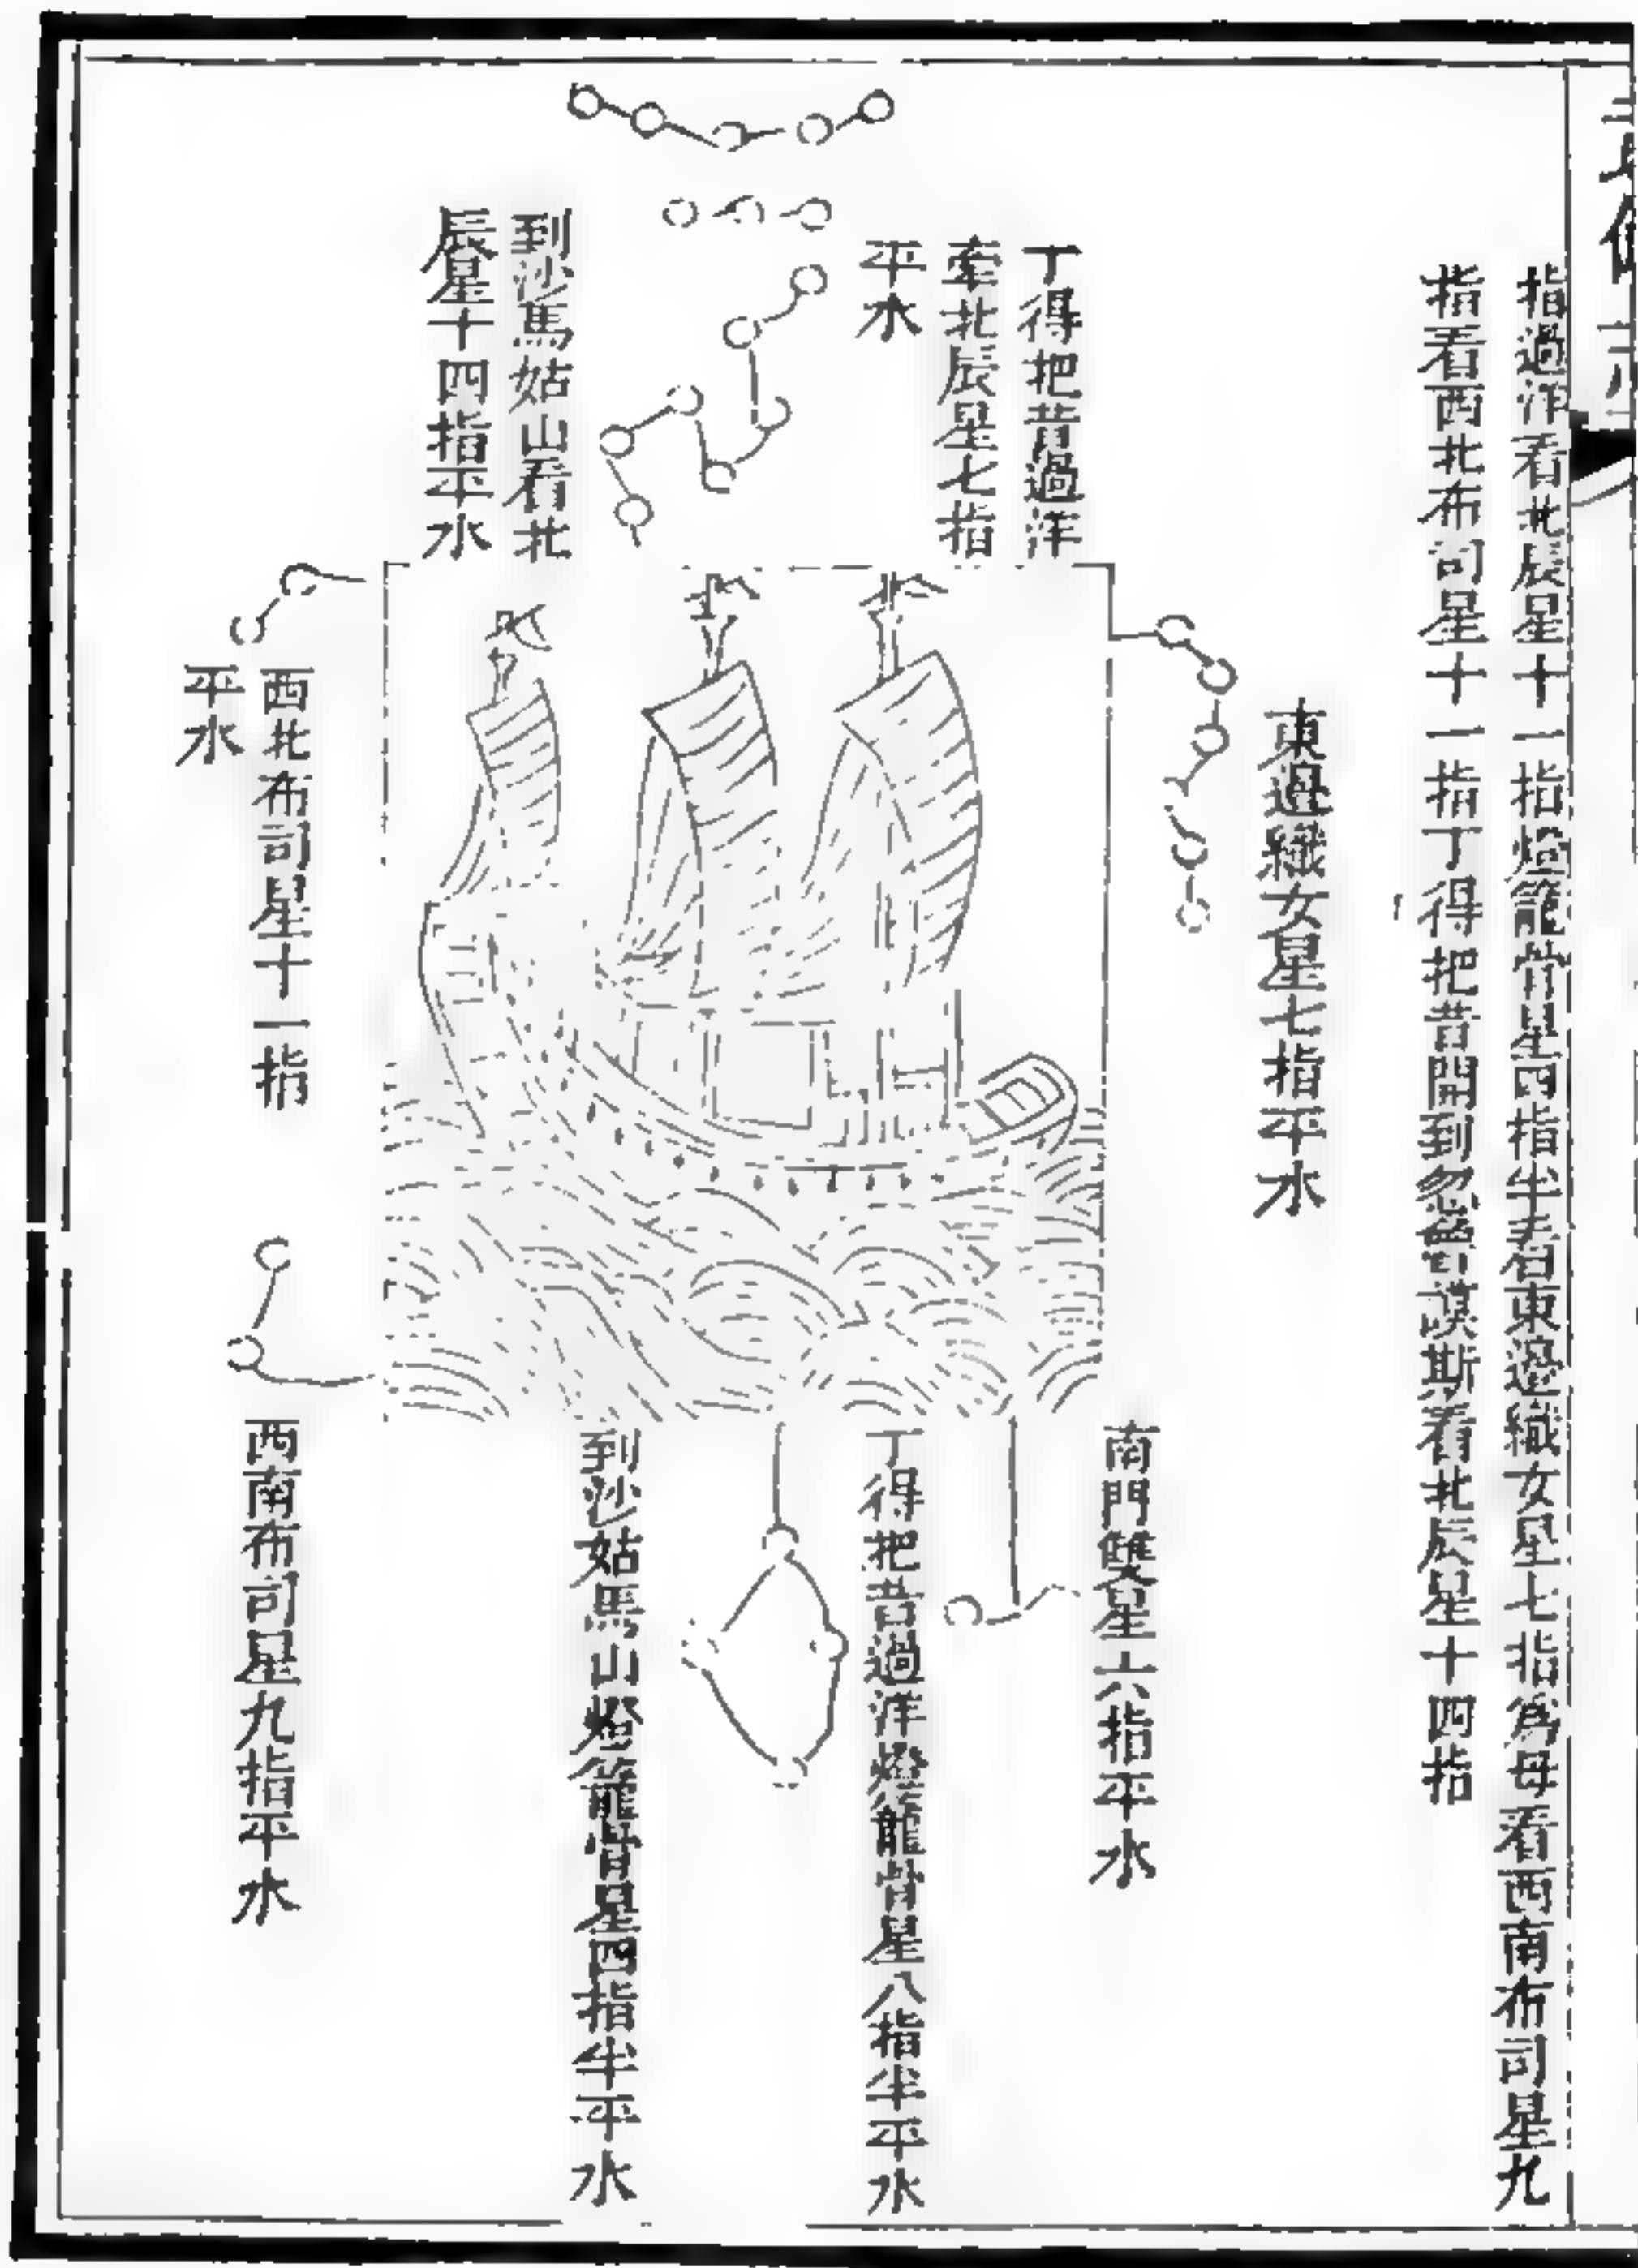 指過洋看北辰星十一指燈籠骨星四指半看東邊織女星七指為母看西南布司星九
指看西北布司星十一指丁得把昔開到忽魯謨斯看北辰星十四指
東邊織女星七指平水
丁得把昔過洋
牽北辰星七指
平水
到沙馬姑山看北
辰星十四指平水
西北布司星十一指
平水
南門雙星六指平水
丁得把昔過洋燈籠骨星八指半平水
到沙姑馬山燈籠骨星四指半平水
西南布司星九指平水